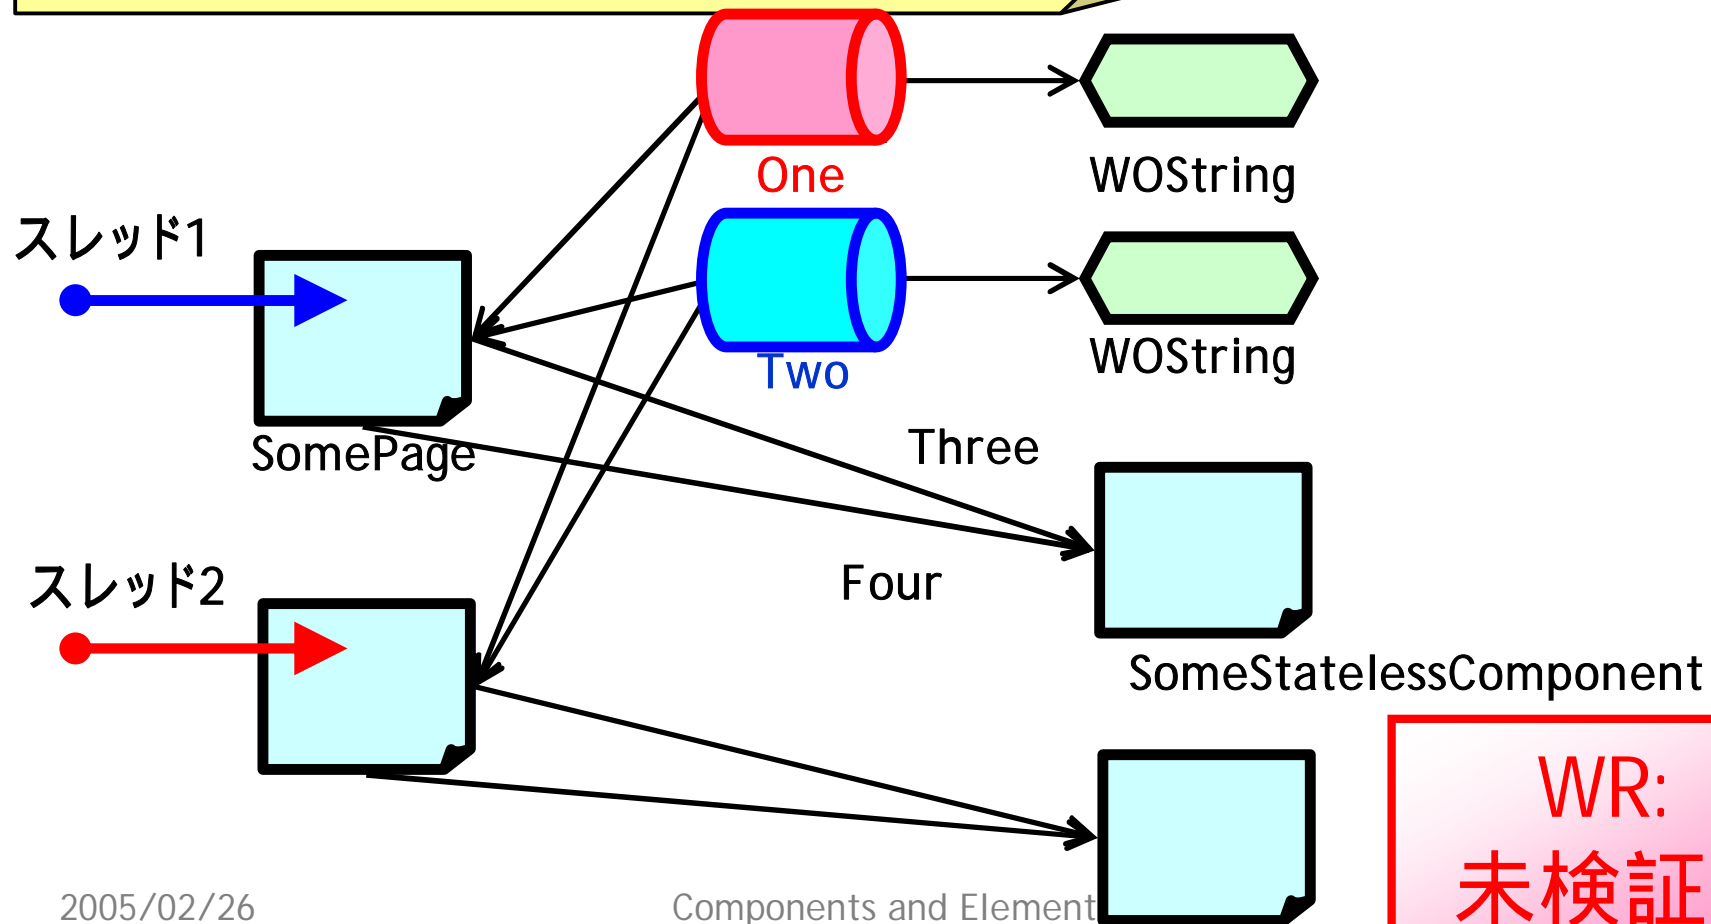 One
WOString
スレッド1
Two
WOString
SomePage
Three
スレッド2
Four
SomeStatelessComponent
WR:
未検証
2005/02/26
Components and Element